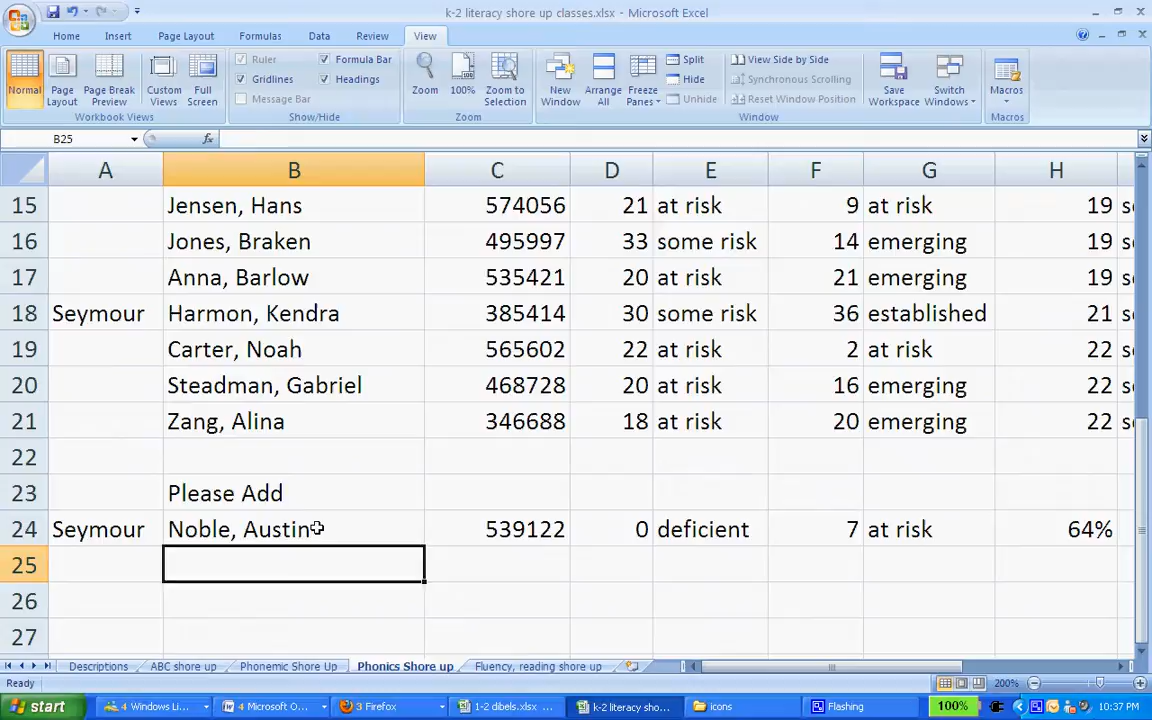 k-2 literacy shore up classes.xlsx - Microsoft Excel
Home Insert Page Layout Formulas Data Review View
Normal Page Layout Page Break Preview Custom Views Full Screen
Workbook Views
Ruler Formula Bar
Gridlines Headings
Message Bar
Show/Hide
Zoom 100% Zoom to Selection
Zoom
New Window Arrange All Freeze Panes
Split
Hide
Unhide
View Side by Side
Synchronous Scrolling
Reset Window Position
Save Workspace Switch Windows
Window
Macros
Macros
B25 fx
A B C D E F G H
15 Jensen, Hans 574056 21 at risk 9 at risk 19
16 Jones, Braken 495997 33 some risk 14 emerging 19
17 Anna, Barlow 535421 20 at risk 21 emerging 19
18 Seymour Harmon, Kendra 385414 30 some risk 36 established 21
19 Carter, Noah 565602 22 at risk 2 at risk 22
20 Steadman, Gabriel 468728 20 at risk 16 emerging 22
21 Zang, Alina 346688 18 at risk 20 emerging 22
22
23 Please Add
24 Seymour Noble, Austin 539122 0 deficient 7 at risk 64%
25
26
27
Descriptions ABC shore up Phonemic Shore Up Phonics Shore up Fluency, reading shore up
Ready 200%
start 4 Windows Li... 4 Microsoft O... 3 Firefox 1-2 dibels.xlsx ... k-2 literacy sho... icons Flashing 100% 10:37 PM